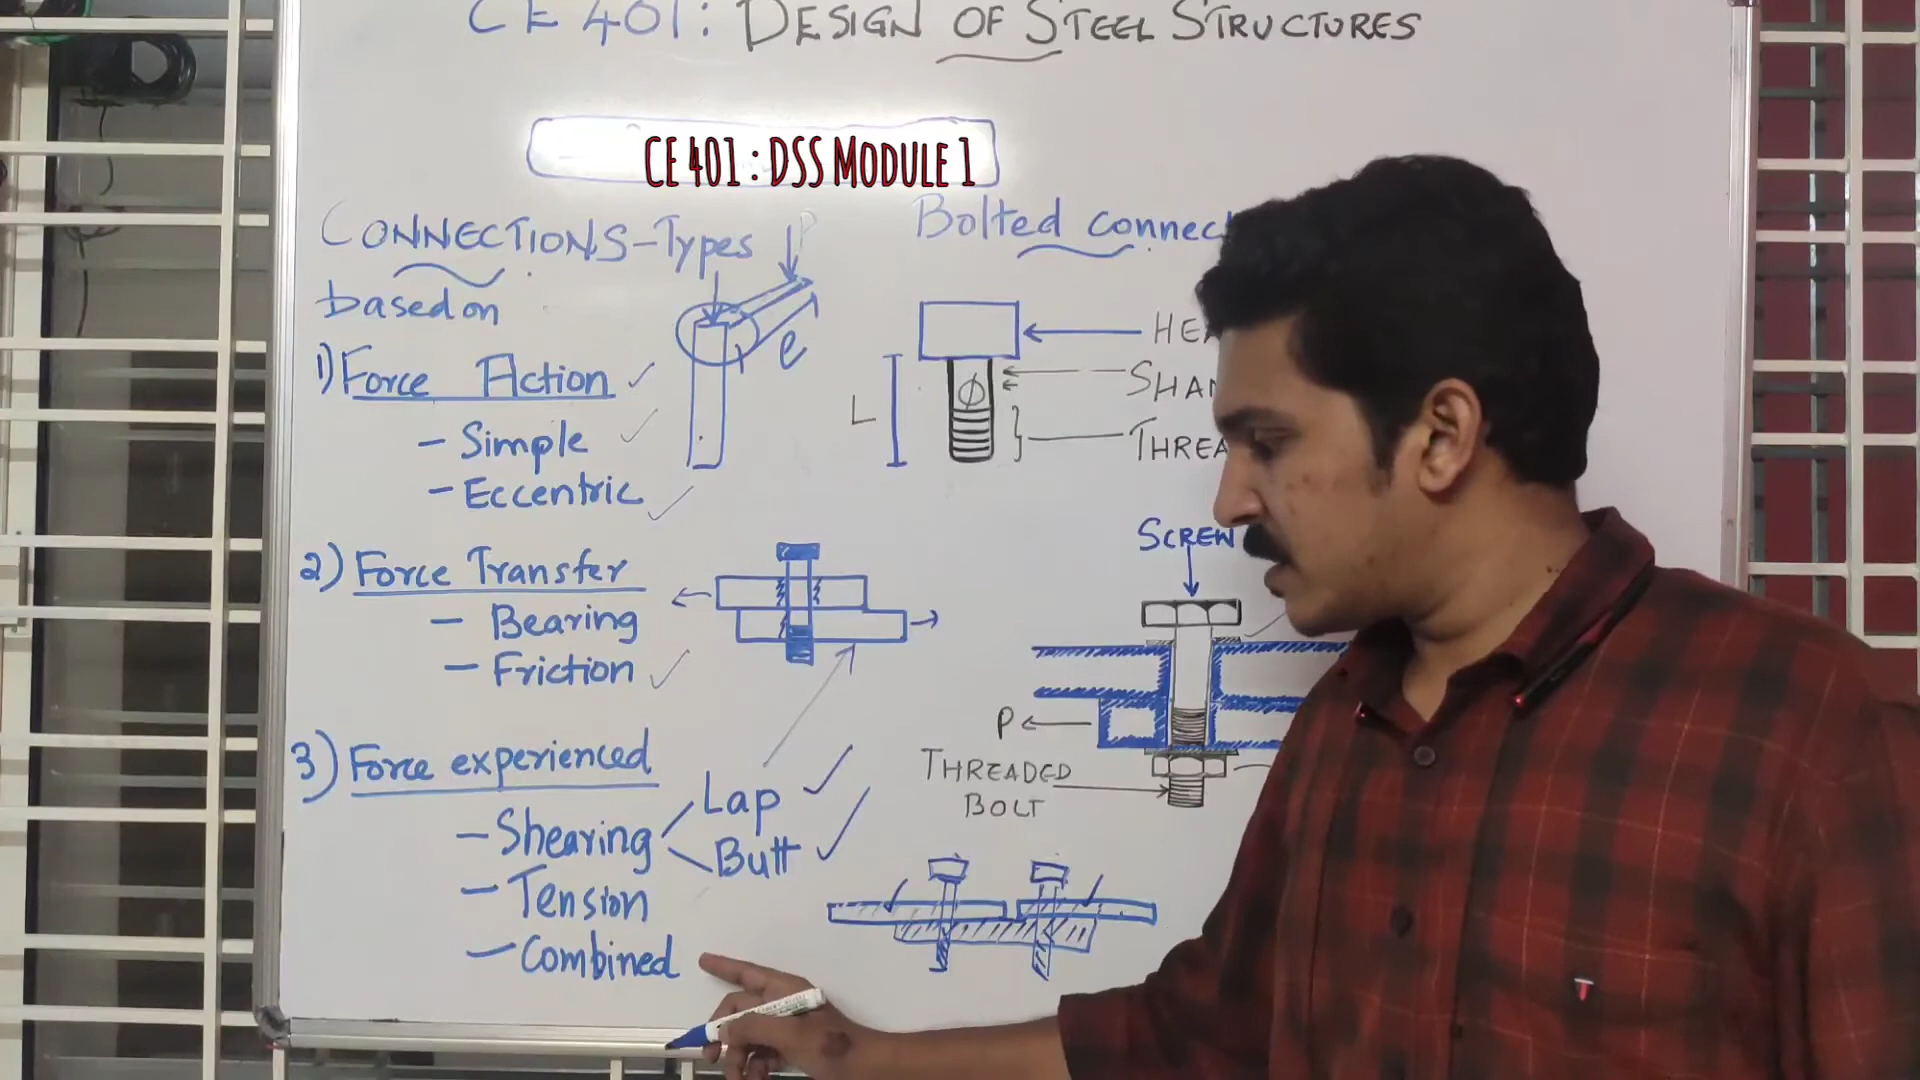 CE 401: DESIGN OF STEEL STRUCTURES
CE 401 : DSS MODULE 1
CONNECTIONS-Types
based on
1) Force Action
- Simple
- Eccentric
P
e
2) Force Transfer
- Bearing
- Friction
3) Force experienced
- Shearing
Lap
Butt
- Tension
- Combined
Bolted connec
HE
SHAN
THREA
L
Ø
SCREW
P
THREADED
BOLT